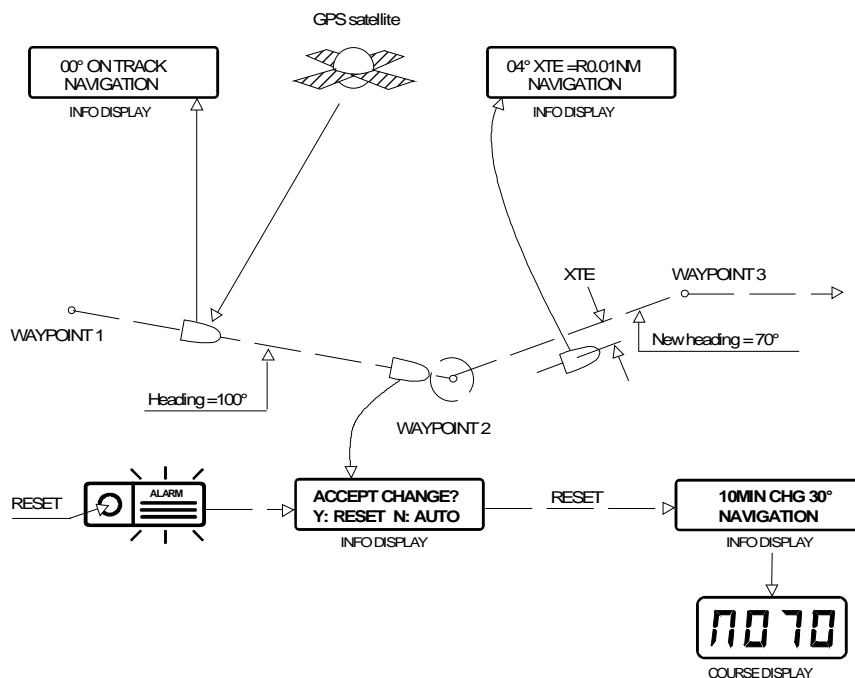 GPS satellite
00° ON TRACK
NAVIGATION
INFO DISPLAY
04° XTE =R0.01NM
NAVIGATION
INFO DISPLAY
XTE
WAYPOINT 3
WAYPOINT 1
New heading = 70°
Heading =100°
WAYPOINT 2
RESET
ALARM
ACCEPT CHANGE?
Y: RESET N: AUTO
INFO DISPLAY
RESET
10MIN CHG 30°
NAVIGATION
INFO DISPLAY
n070
COURSE DISPLAY